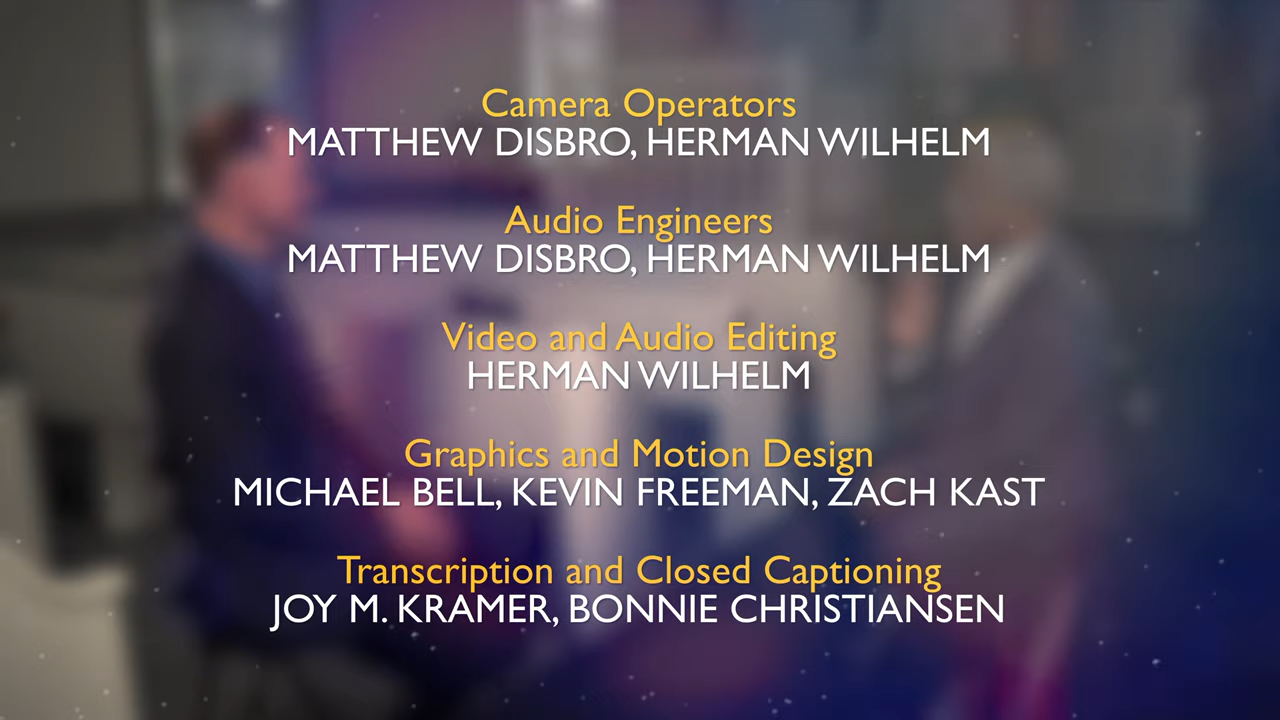 Camera Operators
MATTHEW DISBRO, HERMAN WILHELM
Audio Engineers
MATTHEW DISBRO, HERMAN WILHELM
Video and Audio Editing
HERMAN WILHELM
Graphics and Motion Design
MICHAEL BELL, KEVIN FREEMAN, ZACH KAST
Transcription and Closed Captioning
JOY M. KRAMER, BONNIE CHRISTIANSEN